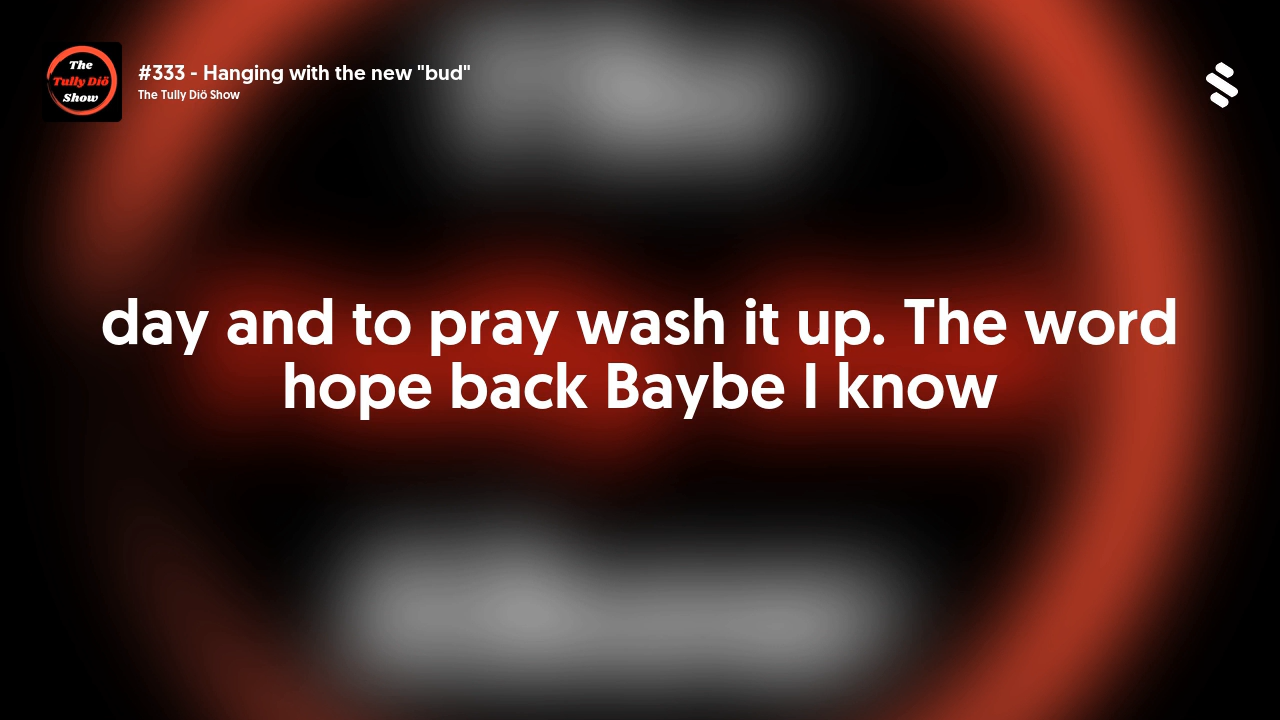 The
Tully Diö
Show
#333 - Hanging with the new "bud"
The Tully Diö Show
day and to pray wash it up. The word
hope back Baybe I know